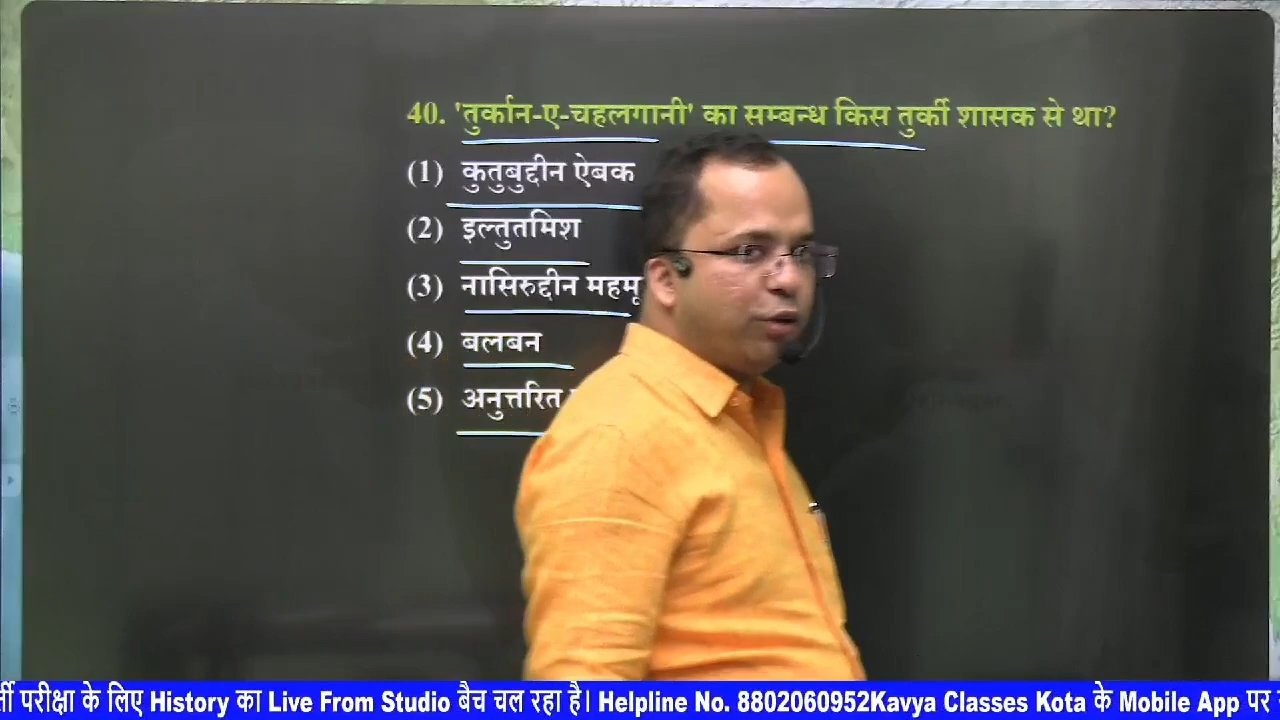 40. 'तुर्कान-ए-चहलगानी' का सम्बन्ध किस तुर्की शासक से था?
(1) कुतुबुद्दीन ऐबक
(2) इल्तुतमिश
(3) नासिरुद्दीन
(4) बलबन
(5) अनुत्तरित
परीक्षा के लिए History का Live From Studio बैच चल रहा है। Helpline No. 8802060952Kavya Classes Kota के Mobile App पर